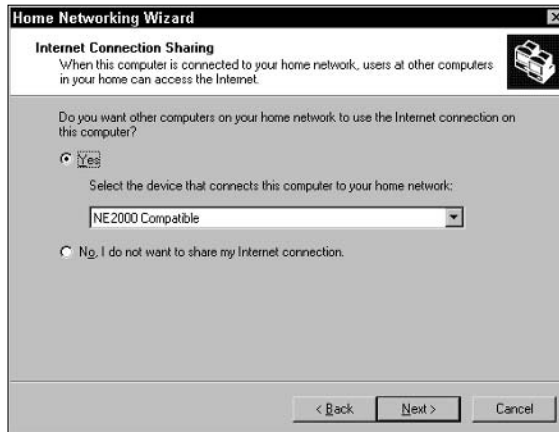 Home Networking Wizard
Internet Connection Sharing
When this computer is connected to your home network, users at other computers
in your home can access the Internet.
Do you want other computers on your home network to use the Internet connection on
this computer?
Yes
Select the device that connects this computer to your home network:
NE2000 Compatible
No, I do not want to share my Internet connection.
< Back
Next >
Cancel